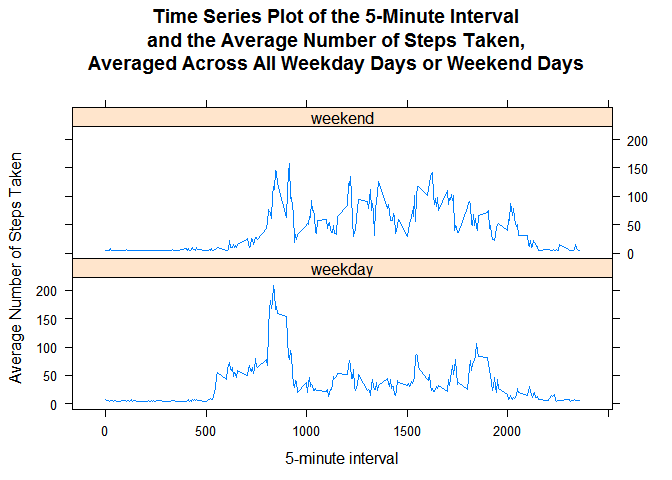 Time Series Plot of the 5-Minute Interval
and the Average Number of Steps Taken,
Averaged Across All Weekday Days or Weekend Days
weekend
200
150
100
50
0
Average Number of Steps Taken
weekday
200
150
100
50
0
0 500 1000 1500 2000
5-minute interval